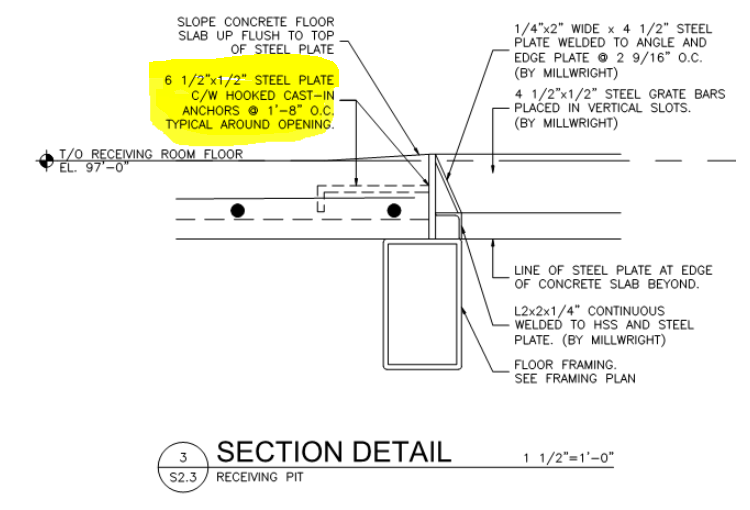 SLOPE CONCRETE FLOOR
SLAB UP FLUSH TO TOP
OF STEEL PLATE
6 1/2"x1/2" STEEL PLATE
C/W HOOKED CAST-IN
ANCHORS @ 1'-8" O.C.
TYPICAL AROUND OPENING.
1/4"x2" WIDE x 4 1/2" STEEL
PLATE WELDED TO ANGLE AND
EDGE PLATE @ 2 9/16" O.C.
(BY MILLWRIGHT)
4 1/2"x1/2" STEEL GRATE BARS
PLACED IN VERTICAL SLOTS.
(BY MILLWRIGHT)
T/O RECEIVING ROOM FLOOR
EL. 97'-0"
LINE OF STEEL PLATE AT EDGE
OF CONCRETE SLAB BEYOND.
L2x2x1/4" CONTINUOUS
WELDED TO HSS AND STEEL
PLATE. (BY MILLWRIGHT)
FLOOR FRAMING.
SEE FRAMING PLAN
3
S2.3
SECTION DETAIL
1 1/2"=1'-0"
RECEIVING PIT